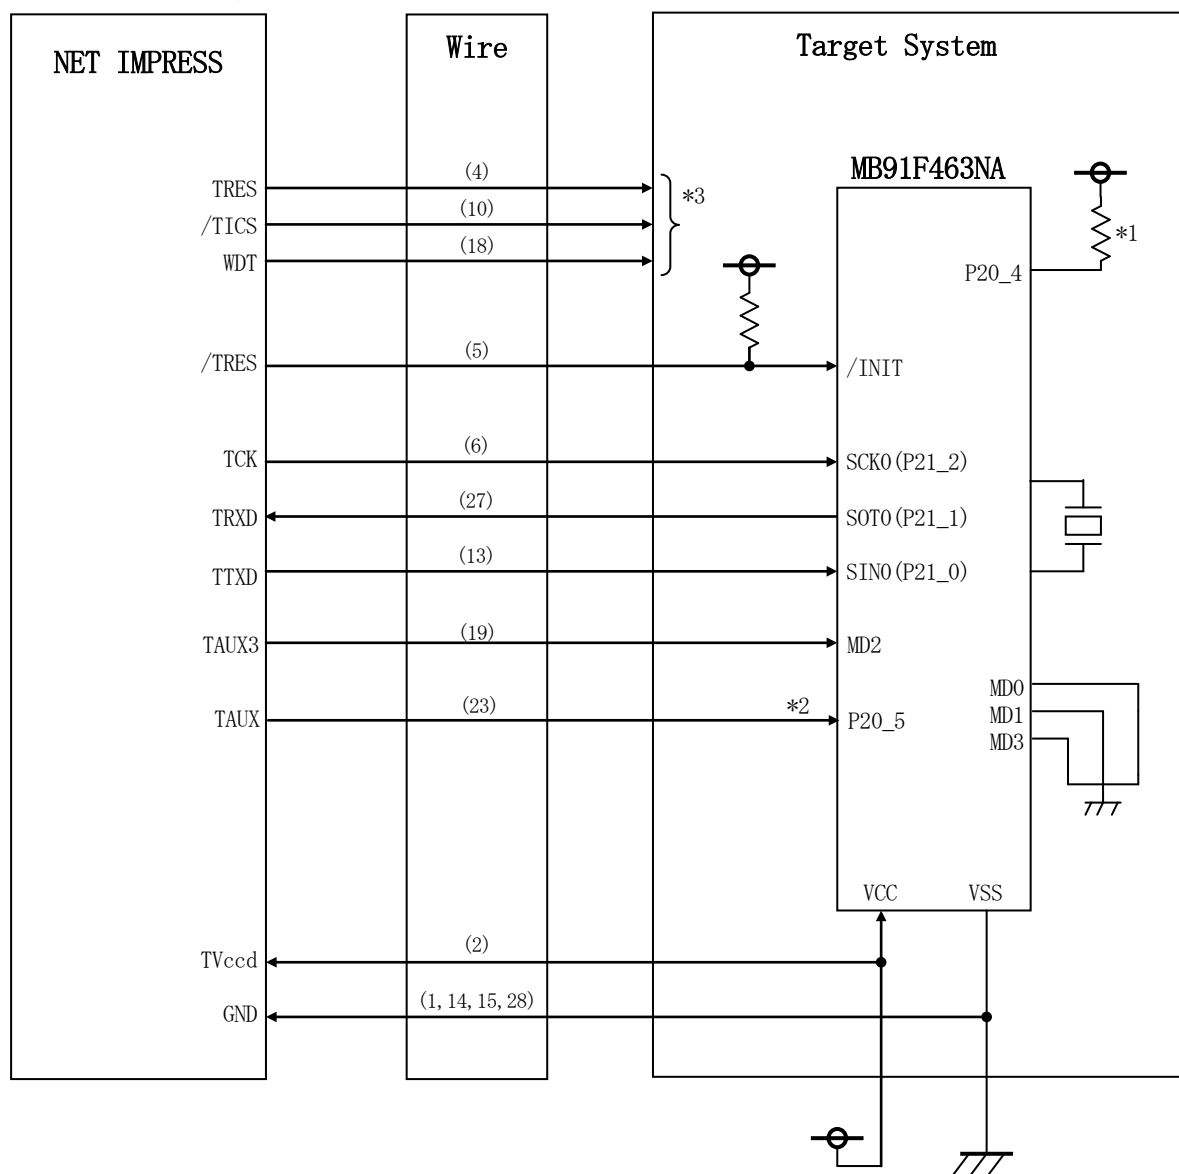 NET IMPRESS
Wire
Target System
MB91F463NA
TRES
(4)
*3
/TICS
(10)
WDT
(18)
*1
P20_4
/TRES
(5)
/INIT
TCK
(6)
SCK0(P21_2)
TRXD
(27)
SOT0(P21_1)
TTXD
(13)
SIN0(P21_0)
TAUX3
(19)
MD2
MD0
TAUX
(23)
*2
P20_5
MD1
MD3
VCC
VSS
TVccd
(2)
GND
(1,14,15,28)